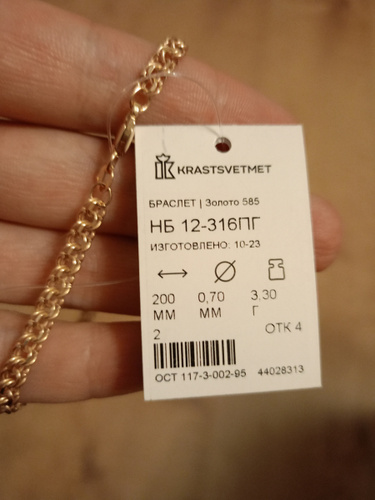 KRASTSVETMET
БРАСЛЕТ | Золото 585
НБ 12-316ПГ
ИЗГОТОВЛЕНО: 10-23
200 0,70 3,30
ММ ММ Г
2 ОТК 4
ОСТ 117-3-002-95 44028313